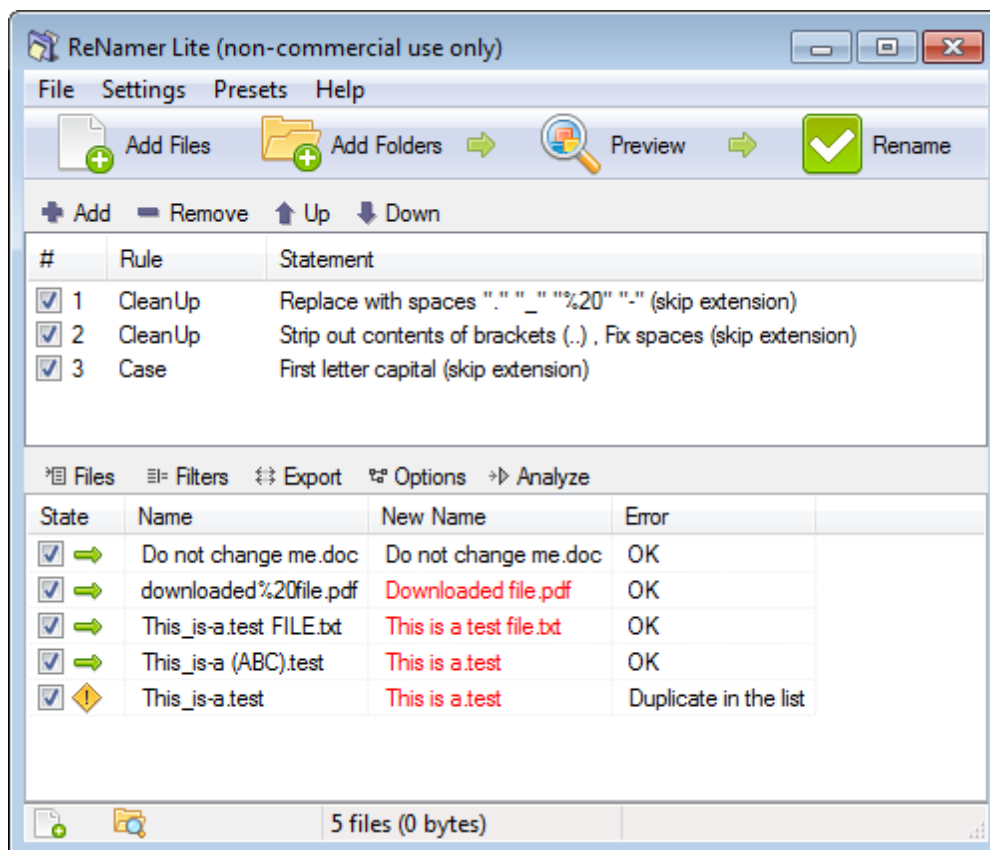 ReNamer Lite (non-commercial use only)
File Settings Presets Help
Add Files Add Folders Preview Rename
Add Remove Up Down
# Rule Statement
1 CleanUp Replace with spaces "." "_" "%20" "-" (skip extension)
2 CleanUp Strip out contents of brackets (..) , Fix spaces (skip extension)
3 Case First letter capital (skip extension)
Files Filters Export Options Analyze
State Name New Name Error
Do not change me.doc Do not change me.doc OK
downloaded%20file.pdf Downloaded file.pdf OK
This_is-a.test FILE.txt This is a test file.txt OK
This_is-a (ABC).test This is a.test OK
This_is-a.test This is a.test Duplicate in the list
5 files (0 bytes)